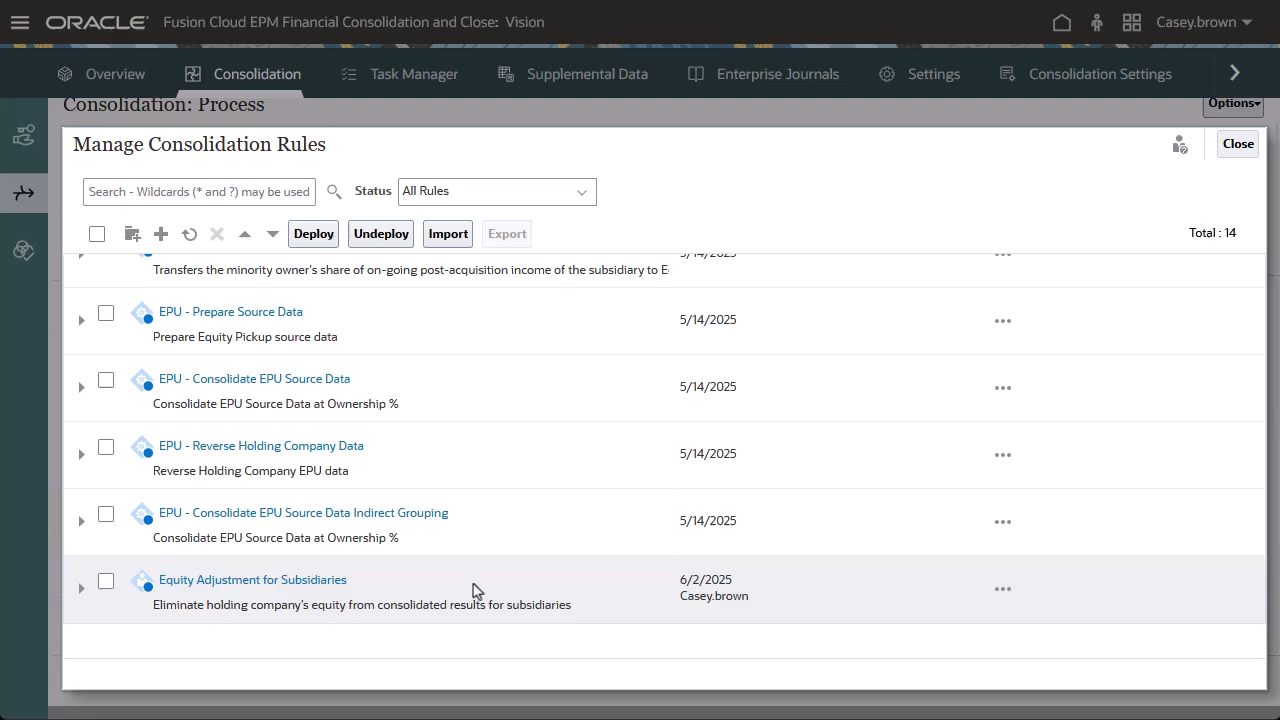 ORACLE Fusion Cloud EPM Financial Consolidation and Close: Vision Casey.brown
Overview Consolidation Task Manager Supplemental Data Enterprise Journals Settings Consolidation Settings
Consolidation: Process Options
Manage Consolidation Rules Close
Search - Wildcards (* and ?) may be used Status All Rules
Deploy Undeploy Import Export Total : 14
5/14/2025
Transfers the minority owner's share of on-going post-acquisition income of the subsidiary to E
EPU - Prepare Source Data
5/14/2025
Prepare Equity Pickup source data
EPU - Consolidate EPU Source Data
5/14/2025
Consolidate EPU Source Data at Ownership %
EPU - Reverse Holding Company Data
5/14/2025
Reverse Holding Company EPU data
EPU - Consolidate EPU Source Data Indirect Grouping
5/14/2025
Consolidate EPU Source Data at Ownership %
Equity Adjustment for Subsidiaries 6/2/2025
Casey.brown
Eliminate holding company's equity from consolidated results for subsidiaries